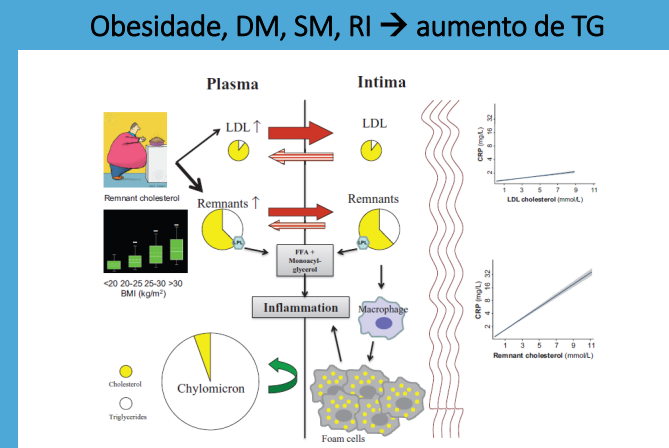 Obesidade, DM, SM, RI → aumento de TG
Plasma
Intima
LDL ↑
LDL
Remnant cholesterol
Remnants ↑
Remnants
LPL
LPL
FFA +
Monoacyl-
glycerol
<20 20-25 25-30 >30
BMI (kg/m²)
Inflammation
Macrophage
Cholesterol
Triglycerides
Chylomicron
Foam cells
CRP (mg/L)
32
16
8
4
2
1 3 5 7 9 11
LDL cholesterol (mmol/L)
CRP (mg/L)
32
16
8
4
2
1 3 5 7 9 11
Remnant cholesterol (mmol/L)